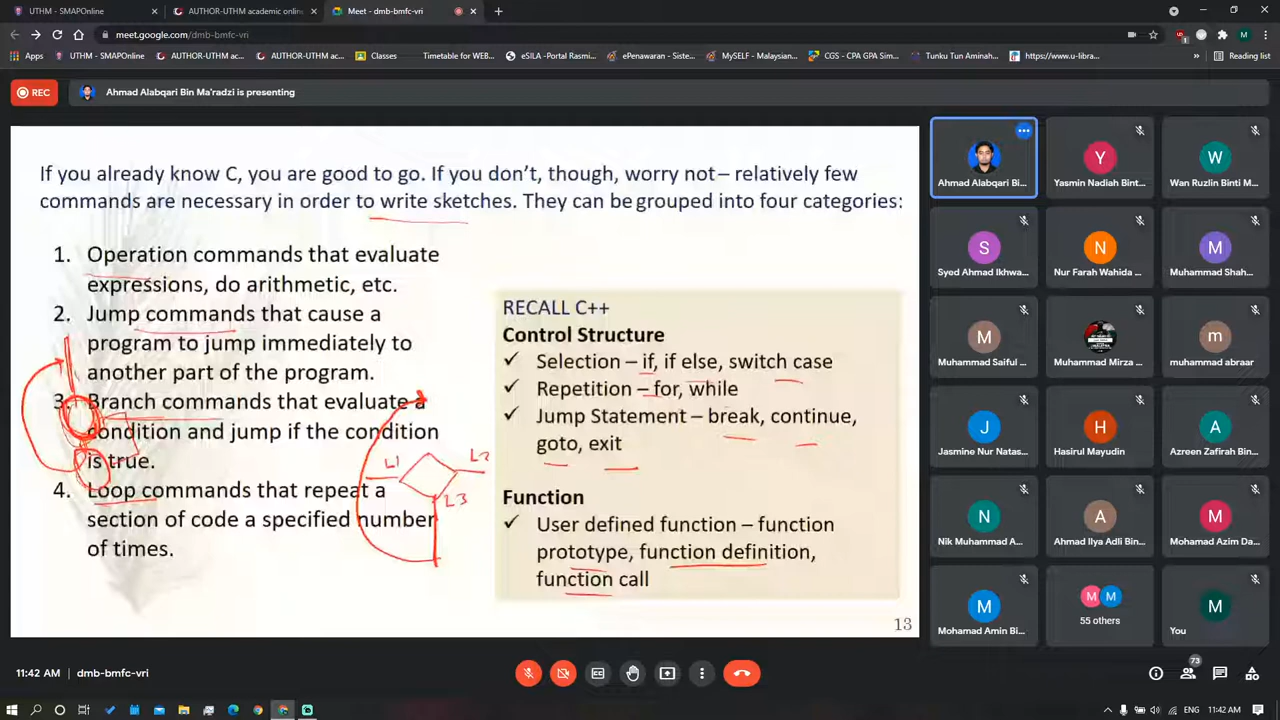 UTHM - SMAPOnline
AUTHOR-UTHM academic onlin
Meet - dmb-bmfc-vri
meet.google.com/dmb-bmfc-vri
Apps
UTHM - SMAPOnline
AUTHOR-UTHM ac...
AUTHOR-UTHM ac...
Classes
Timetable for WEB...
eSILA - Portal Rasmi...
ePenawaran - Siste...
MySELF - Malaysian...
CGS - CPA GPA Sim...
Tunku Tun Aminah...
https://www.u-libra...
»
Reading list
REC
Ahmad Alabqari Bin Ma'radzi is presenting
If you already know C, you are good to go. If you don't, though, worry not – relatively few
commands are necessary in order to write sketches. They can be grouped into four categories:
1. Operation commands that evaluate
expressions, do arithmetic, etc.
2. Jump commands that cause a
program to jump immediately to
another part of the program.
3. Branch commands that evaluate a
condition and jump if the condition
is true.
4. Loop commands that repeat a
section of code a specified number
of times.
L1
L2
L3
RECALL C++
Control Structure
✓ Selection – if, if else, switch case
✓ Repetition – for, while
✓ Jump Statement – break, continue,
goto, exit
Function
✓ User defined function – function
prototype, function definition,
function call
13
Ahmad Alabqari Bi...
Y
Yasmin Nadiah Bint...
W
Wan Ruzlin Binti M...
S
Syed Ahmad Ikhwa...
N
Nur Farah Wahida ...
M
Muhammad Shah...
M
Muhammad Saiful ...
Muhammad Mirza ...
m
muhammad abraar
J
Jasmine Nur Natas...
H
Hasirul Mayudin
A
Azreen Zafirah Bin...
N
Nik Muhammad A...
A
Ahmad Ilya Adli Bin...
M
Mohamad Azim Da...
M
Mohamad Amin Bi...
M M
55 others
M
You
11:42 AM | dmb-bmfc-vri
73
ENG 11:42 AM